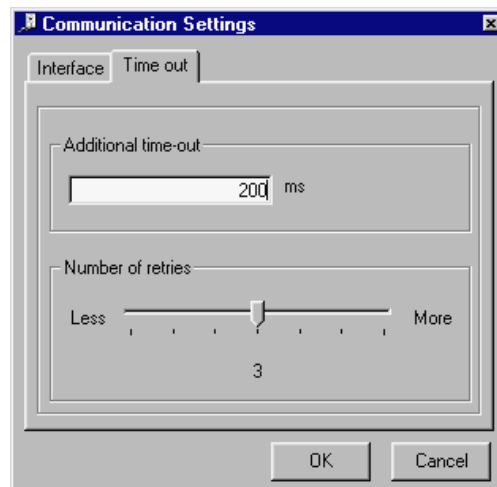 Communication Settings
Interface Time out
Additional time-out
200 ms
Number of retries
Less More
3
OK Cancel